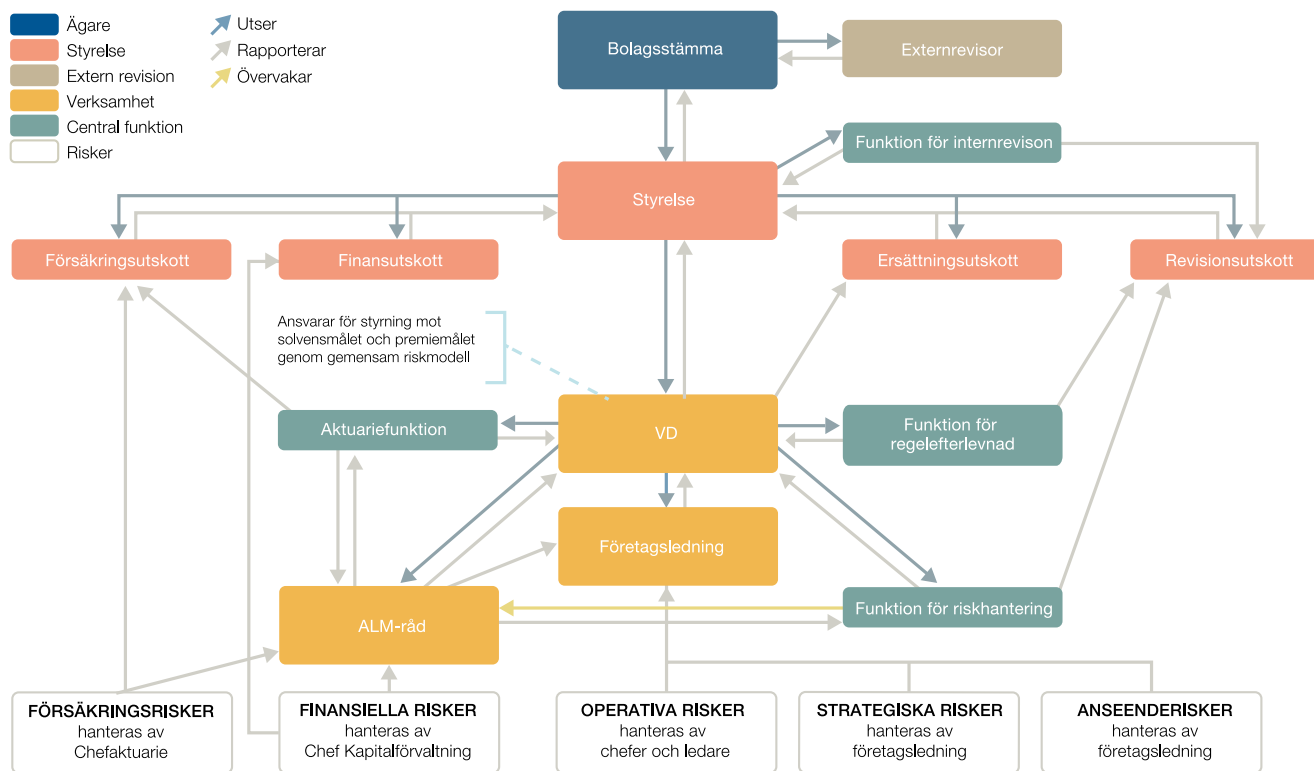 Ägare
Styrelse
Extern revision
Verksamhet
Central funktion
Risker
Utser
Rapporterar
Övervakar
Bolagsstämma
Externrevisor
Funktion för internrevison
Styrelse
Försäkringsutskott
Finansutskott
Ersättningsutskott
Revisionsutskott
Ansvarar för styrning mot
solvensmålet och premiemålet
genom gemensam riskmodell
Aktuariefunktion
VD
Funktion för
regelefterlevnad
Företagsledning
ALM-råd
Funktion för riskhantering
FÖRSÄKRINGSRISKER
hanteras av
Chefaktuarie
FINANSIELLA RISKER
hanteras av
Chef Kapitalförvaltning
OPERATIVA RISKER
hanteras av
chefer och ledare
STRATEGISKA RISKER
hanteras av
företagsledning
ANSEENDERISKER
hanteras av
företagsledning